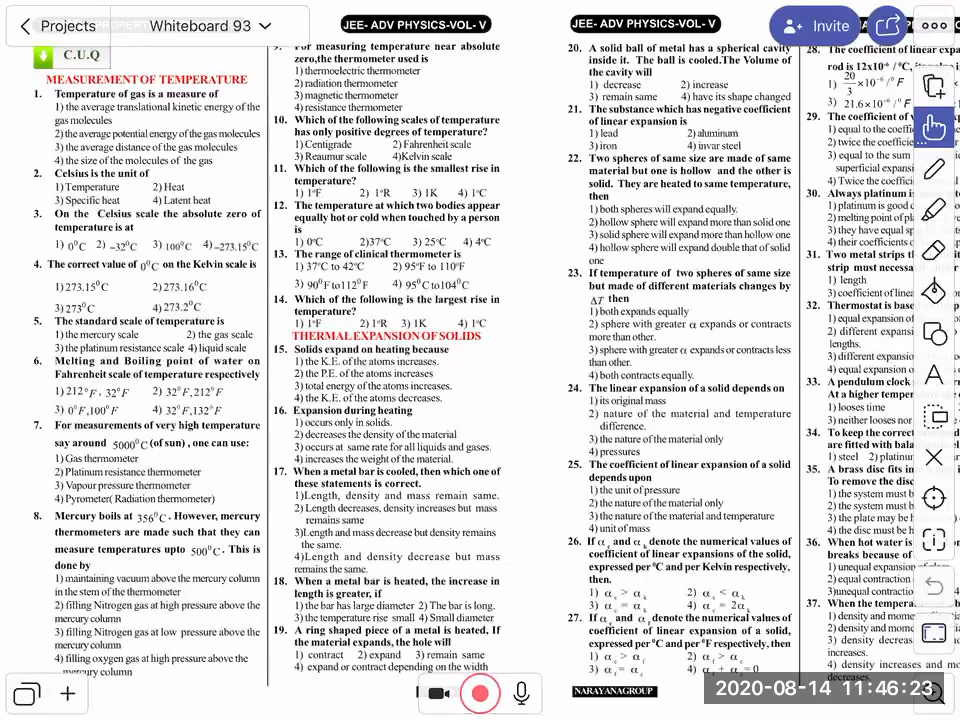 Projects
Whiteboard 93
JEE- ADV PHYSICS-VOL- V
JEE- ADV PHYSICS-VOL- V
Invite
C.U.Q
MEASUREMENT OF TEMPERATURE
1. Temperature of gas is a measure of
1) the average translational kinetic energy of the
gas molecules
2) the average potential energy of the gas molecules
3) the average distance of the gas molecules
4) the size of the molecules of the gas
2. Celsius is the unit of
1) Temperature 2) Heat
3) Specific heat 4) Latent heat
3. On the Celsius scale the absolute zero of
temperature is at
1) 0⁰C 2) –32⁰C 3) 100⁰C 4) –273.15⁰C
4. The correct value of 0⁰C on the Kelvin scale is
1) 273.15⁰C 2) 273.16⁰C
3) 273⁰C 4) 273.2⁰C
5. The standard scale of temperature is
1) the mercury scale 2) the gas scale
3) the platinum resistance scale 4) liquid scale
6. Melting and Boiling point of water on
Fahrenheit scale of temperature respectively
1) 212⁰F, 32⁰F 2) 32⁰F, 212⁰F
3) 0⁰F, 100⁰F 4) 32⁰F, 132⁰F
7. For measurements of very high temperature
say around 5000⁰C (of sun) , one can use:
1) Gas thermometer
2) Platinum resistance thermometer
3) Vapour pressure thermometer
4) Pyrometer( Radiation thermometer)
8. Mercury boils at 356⁰C. However, mercury
thermometers are made such that they can
measure temperatures upto 500⁰C. This is
done by
1) maintaining vacuum above the mercury column
in the stem of the thermometer
2) filling Nitrogen gas at high pressure above the
mercury column
3) filling Nitrogen gas at low pressure above the
mercury column
4) filling oxygen gas at high pressure above the
mercury column
9. For measuring temperature near absolute
zero,the thermometer used is
1) thermoelectric thermometer
2) radiation thermometer
3) magnetic thermometer
4) resistance thermometer
10. Which of the following scales of temperature
has only positive degrees of temperature?
1) Centigrade 2) Fahrenheit scale
3) Reaumur scale 4)Kelvin scale
11. Which of the following is the smallest rise in
temperature?
1) 1⁰F 2) 1⁰R 3) 1K 4) 1⁰C
12. The temperature at which two bodies appear
equally hot or cold when touched by a person
is
1) 0⁰C 2)37⁰C 3) 25⁰C 4) 4⁰C
13. The range of clinical thermometer is
1) 37⁰C to 42⁰C 2) 95⁰F to 110⁰F
3) 90⁰F to112⁰F 4) 95⁰C to104⁰C
14. Which of the following is the largest rise in
temperature?
1) 1⁰F 2) 1⁰R 3) 1K 4) 1⁰C
THERMAL EXPANSION OF SOLIDS
15. Solids expand on heating because
1) the K.E. of the atoms increases.
2) the P.E. of the atoms increases
3) total energy of the atoms increases.
4) the K.E. of the atoms decreases.
16. Expansion during heating
1) occurs only in solids.
2) decreases the density of the material
3) occurs at same rate for all liquids and gases.
4) increases the weight of the material.
17. When a metal bar is cooled, then which one of
these statements is correct.
1)Length, density and mass remain same.
2) Length decreases, density increases but mass
remains same
3)Length and mass decrease but density remains
the same.
4)Length and density decrease but mass
remains the same.
18. When a metal bar is heated, the increase in
length is greater, if
1) the bar has large diameter 2) The bar is long.
3) the temperature rise small 4) Small diameter
19. A ring shaped piece of a metal is heated, If
the material expands, the hole will
1) contract 2) expand 3) remain same
4) expand or contract depending on the width
20. A solid ball of metal has a spherical cavity
inside it. The ball is cooled.The Volume of
the cavity will
1) decrease 2) increase
3) remain same 4) have its shape changed
21. The substance which has negative coefficient
of linear expansion is
1) lead 2) aluminum
3) iron 4) invar steel
22. Two spheres of same size are made of same
material but one is hollow and the other is
solid. They are heated to same temperature,
then
1) both spheres will expand equally.
2) hollow sphere will expand more than solid one
3) solid sphere will expand more than hollow one
4) hollow sphere will expand double that of solid
one
23. If temperature of two spheres of same size
but made of different materials changes by
ΔT then
1) both expands equally
2) sphere with greater α expands or contracts
more than other.
3) sphere with greater α expands or contracts less
than other.
4) both contracts equally.
24. The linear expansion of a solid depends on
1) its original mass
2) nature of the material and temperature
difference.
3) the nature of the material only
4) pressures
25. The coefficient of linear expansion of a solid
depends upon
1) the unit of pressure
2) the nature of the material only
3) the nature of the material and temperature
4) unit of mass
26. If α_c and α_k denote the numerical values of
coefficient of linear expansions of the solid,
expressed per ⁰C and per Kelvin respectively,
then.
1) α_c > α_k 2) α_c < α_k
3) α_c = α_k 4) α_c = 2α_k
27. If α_c and α_f denote the numerical values of
coefficient of linear expansion of a solid,
expressed per ⁰C and per ⁰F respectively, then
1) α_c > α_f 2) α_f > α_c
3) α_f = α_c 4) α_f + α_c = 0
NARAYANAGROUP
28. The coefficient of linear expa
rod is 12x10⁻⁶ / ⁰C,
1) 20/3 ×10⁻⁶ /⁰F
3) 21.6×10⁻⁶ /⁰F
29. The coefficient of
1) equal to the coeffi
2) twice the coeffici
3) equal to the sum
superficial expans
4) Twice the coeffic
30. Always platinum is
1) platinum is good
2) melting point of pl
3) they have equal sp
4) their coefficients o
31. Two metal strips th
strip must necessar
1) length
3) coefficient of linea
32. Thermostat is base
1) equal expansion of
2) different expans
lengths.
3) different expansion
4) equal expansion o
33. A pendulum clock
At a higher temperat
1) looses time
3) neither looses nor
34. To keep the correct
are fitted with bala
1) steel 2) platinum
35. A brass disc fits in
To remove the disc
1) the system must b
2) the system must b
3) the plate may be h
4) the disc must be
36. When hot water is
breaks because of
1) unequal expansion
2) equal contraction
3)unequal contractio
37. When the tempera
1) density and mome
2) density and mome
3) density decreas
increases.
4) density increases and mo
decreases.
2020-08-14 11:46:23